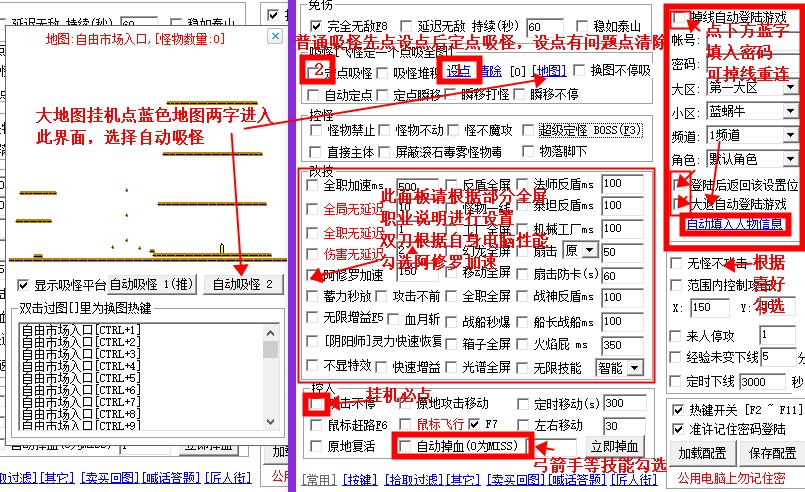 地图:自由市场入口,[怪物数量:0]
大地图挂机点蓝色地图两字进入
此界面，选择自动吸怪
显示吸怪平台 自动吸怪 1(推) 自动吸怪 2
双击过图[]里为换图热键
自由市场入口[CTRL+1]
自由市场入口[CTRL+2]
自由市场入口[CTRL+3]
自由市场入口[CTRL+4]
自由市场入口[CTRL+5]
自由市场入口[CTRL+6]
自由市场入口[CTRL+7]
自由市场入口[CTRL+8]
自由市场入口[CTRL+9]
[其它] [卖买回图] [喊话答题] [匠人街]
免伤
完全无敌F8 延迟无敌 持续(秒) 60 稳如泰山
普通吸怪先点设点后定点吸怪，设点有问题点清除
2 定点吸怪 吸怪堆积 设点 1 清除 [0] [地图] 换图不停吸
自动定点 定点瞬移 瞬移打怪 瞬移不停
控怪
怪物禁止 怪物不动 怪不魔攻 超级定怪 BOSS(F3)
直接主体 屏蔽滚石毒雾怪物毒 物落脚下
改技
此面板请根据部分全屏
职业说明进行设置
双刀根据自身电脑性能
勾选阿修罗加速
全职加速ms 500 反盾全屏 法师反盾ms 100
全局无延迟 10 怪物一线 泰坦反盾ms 100
全职无延迟 机械工厂ms 100
伤害无延迟 幻龙全屏 扇击 原 50
阿修罗加速 150 移动全屏 扇击防卡(s) 60
蓄力秒放 攻击不前 全职全屏 战神反盾ms 50
无限增益F5 血月斩 战船秒爆 船长战船ms 100
[阴阳师]灵力快速恢复 箱子全屏 火焰屁 ms 350
不显特效 快速增益 光谱全屏 无限技能 智能
控人
挂机必点
攻击不停 原地攻击移动 定时移动(s) 300
鼠标赶路F6 鼠标飞行 F7 左右移动 30
原地复活 自动掉血(0为MISS) 立即掉血
弓箭手等技能勾选
[常用] [按键] [拾取过滤] [其它] [卖买回图] [喊话答题] [匠人街]
掉线自动登陆游戏
点下方蓝字
填入密码
可掉线重连
帐号:
密码:
大区: 第一大区
小区: 蓝蜗牛
频道: 1频道
角色: 默认角色
登陆后返回该设置位
大退自动登陆游戏
自动填入人物信息
无怪不攻击
范围内控制攻击
X: 150 Y:
根据
喜好
勾选
来人停攻 1
经验未变下线 5 分
定时下线 3000 秒
热键开关 [F2 ~ F11]
准许记住密码登陆
加载配置 保存配置
公用电脑上勿记住密